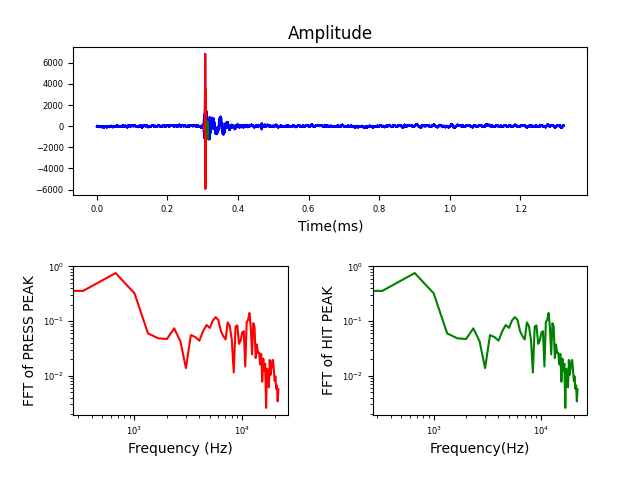 Amplitude
6000
4000
2000
0
−2000
−4000
−6000
0.0 0.2 0.4 0.6 0.8 1.0 1.2
Time(ms)
FFT of PRESS PEAK
10⁰
10⁻¹
10⁻²
10³ 10⁴
Frequency (Hz)
FFT of HIT PEAK
10⁰
10⁻¹
10⁻²
10³ 10⁴
Frequency(Hz)